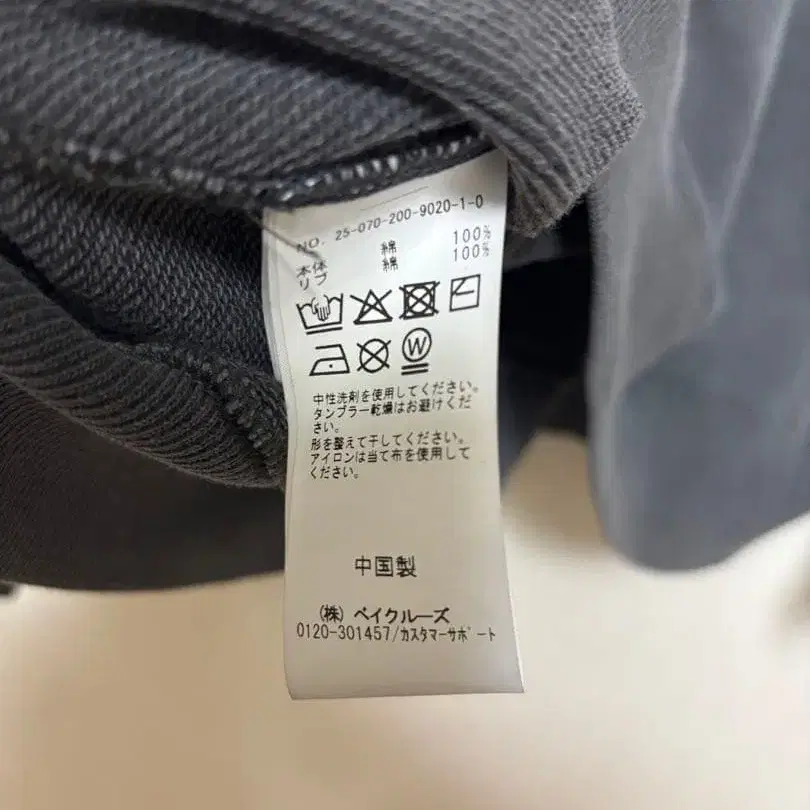 NO. 25-070-200-9020-1-0
本体 綿 100%
リブ 綿 100%
W
中性洗剤を使用してください。
タンブラー乾燥はお避けくだ
さい。
形を整えて干してください。
アイロンは当て布を使用して
ください。
中国製
(株) ベイクルーズ
0120-301457/カスタマーサポート